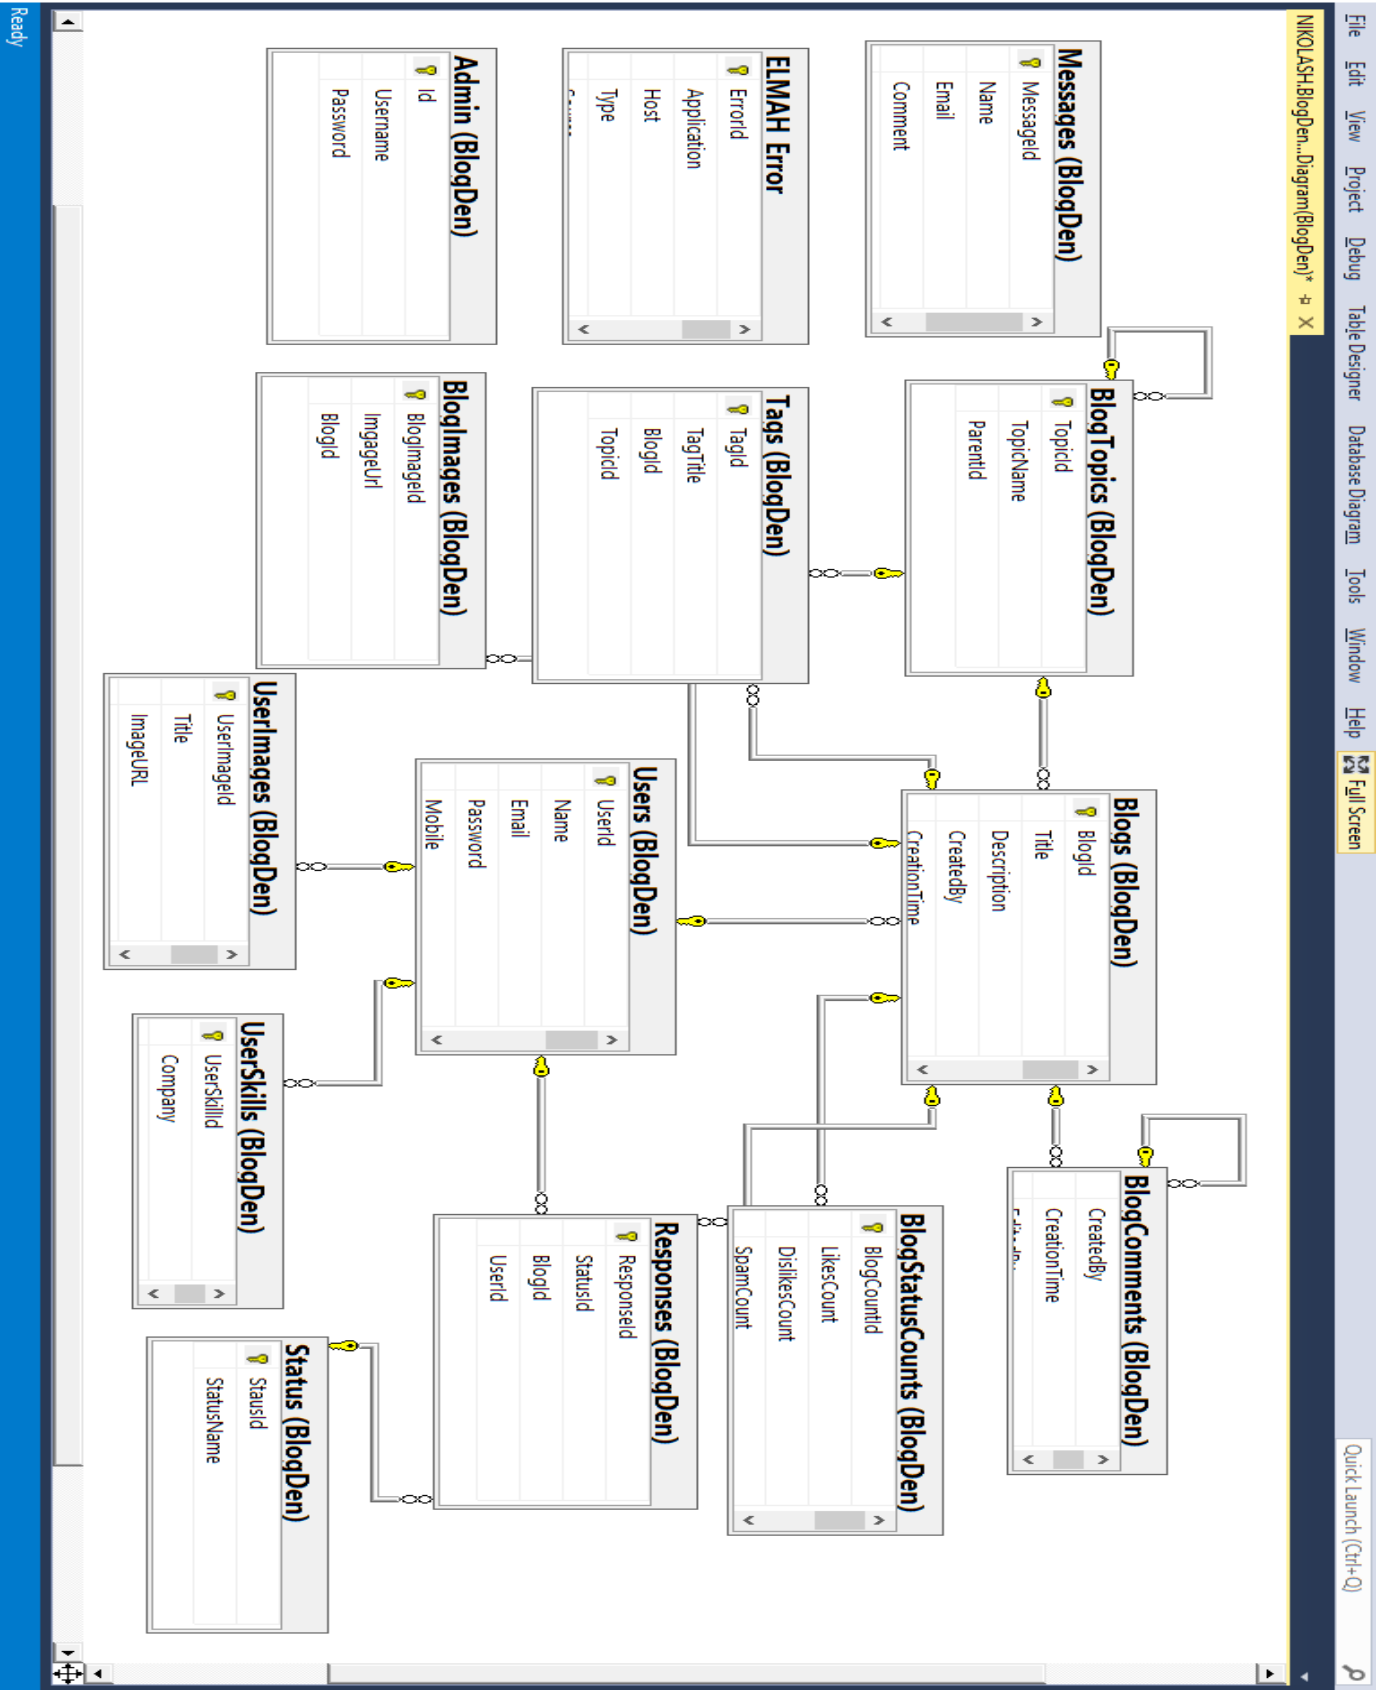 File Edit View Project Debug Table Designer Database Diagram Tools Window Help Full Screen Quick Launch (Ctrl+Q)
NIKOLASH.BlogDen...Diagram(BlogDen)*
Messages (BlogDen)
MessageId
Name
Email
Comment
BlogTopics (BlogDen)
TopicId
TopicName
ParentId
Blogs (BlogDen)
BlogId
Title
Description
CreatedBy
CreationTime
BlogComments (BlogDen)
CreatedBy
CreationTime
ELMAH Error
ErrorId
Application
Host
Type
Tags (BlogDen)
TagId
TagTitle
BlogId
TopicId
BlogStatusCounts (BlogDen)
BlogCountId
LikesCount
DislikesCount
SpamCount
Users (BlogDen)
UserId
Name
Email
Password
Mobile
Responses (BlogDen)
ResponseId
StatusId
BlogId
UserId
Admin (BlogDen)
Id
Username
Password
BlogImages (BlogDen)
BlogImageId
ImgageUrl
BlogId
UserImages (BlogDen)
UserImageId
Title
ImageURL
UserSkills (BlogDen)
UserSkillId
Company
Status (BlogDen)
StausId
StatusName
Ready